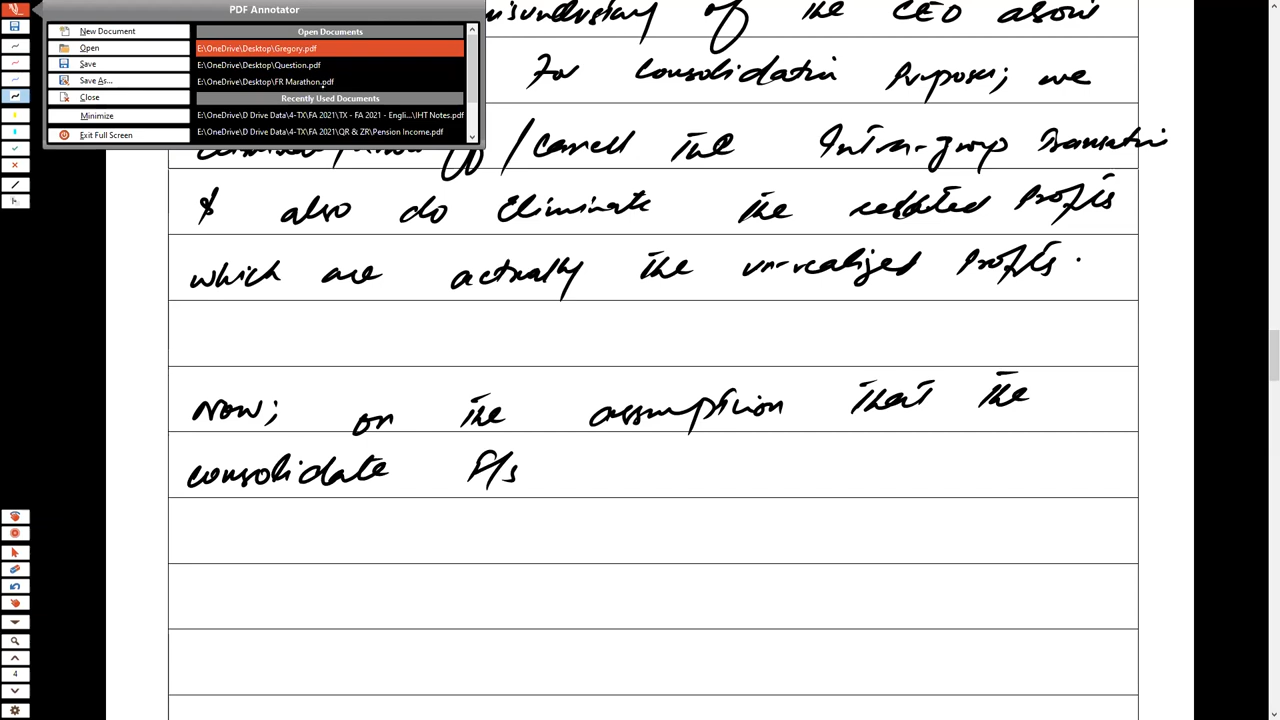 PDF Annotator
New Document
Open
Save
Save As...
Close
Minimize
Exit Full Screen
Open Documents
E:\OneDrive\Desktop\Gregory.pdf
E:\OneDrive\Desktop\Question.pdf
E:\OneDrive\Desktop\FR Marathon.pdf
Recently Used Documents
E:\OneDrive\D Drive Data\4-TX\FA 2021\TX - FA 2021 - Engli...\IHT Notes.pdf
E:\OneDrive\D Drive Data\4-TX\FA 2021\QR & ZR\Pension Income.pdf
of the CEO
For consolidation Purposes; we
/Cancell the Intra-group Transaction
& also do Eliminate the related Profits
which are actually the un-realized Profits.
Now; on the assumption that the
consolidate F/s
4